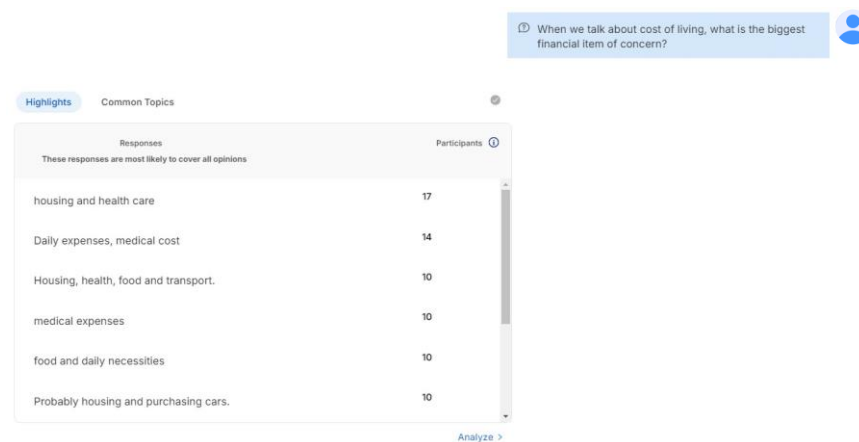 When we talk about cost of living, what is the biggest
financial item of concern?
Highlights Common Topics
Responses Participants
These responses are most likely to cover all opinions
housing and health care 17
Daily expenses, medical cost 14
Housing, health, food and transport. 10
medical expenses 10
food and daily necessities 10
Probably housing and purchasing cars. 10
Analyze >